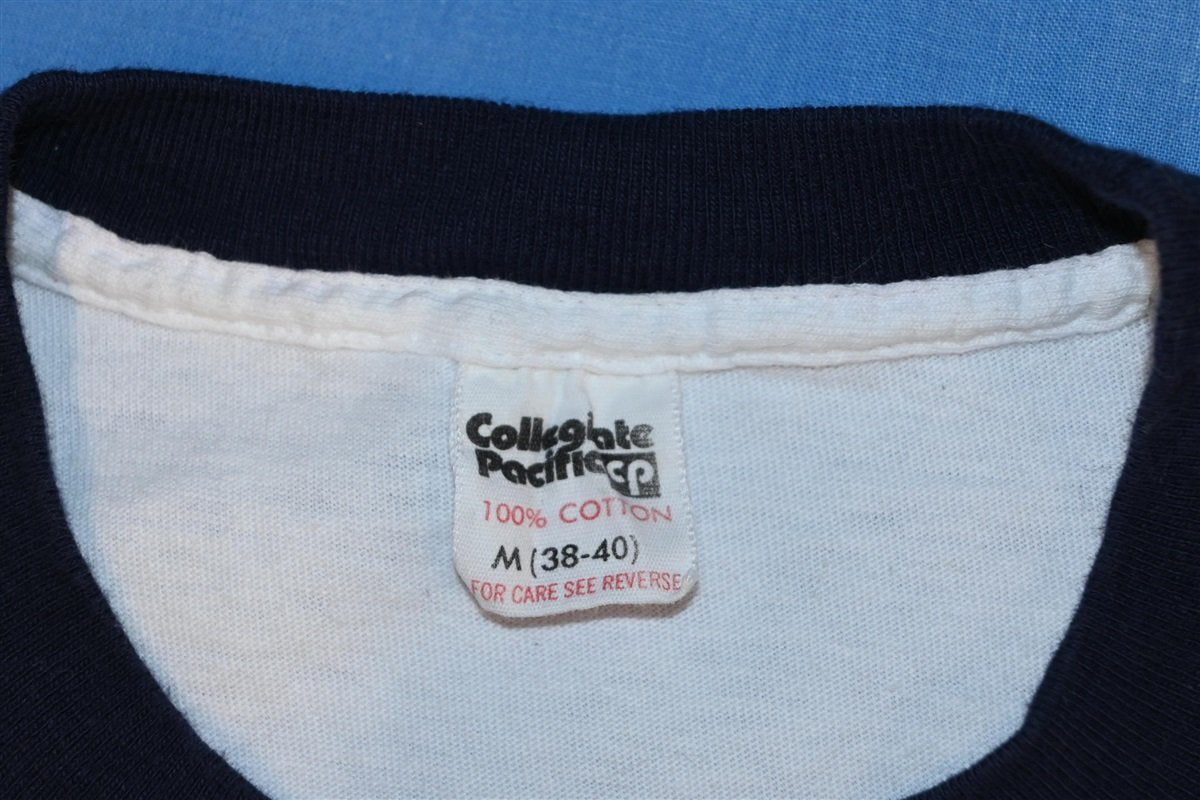 Collegiate
Pacific CP
100% COTTON
M (38-40)
FOR CARE SEE REVERSE